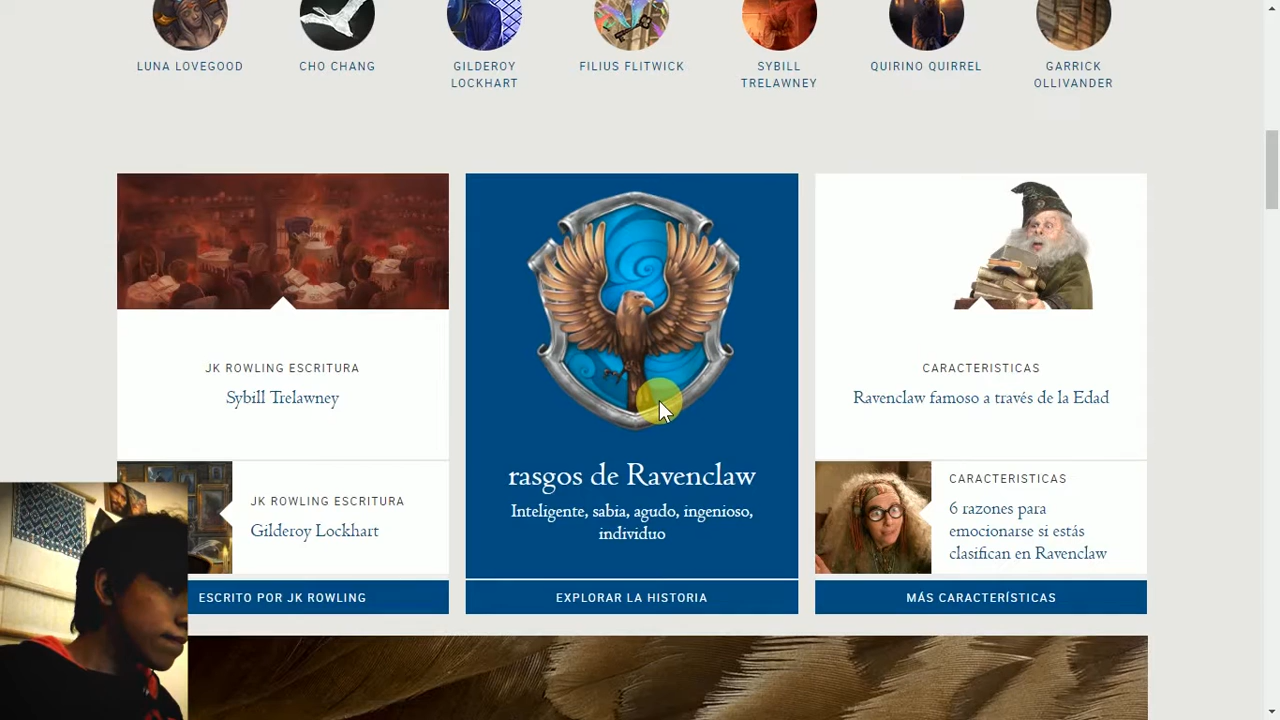 LUNA LOVEGOOD
CHO CHANG
GILDEROY
LOCKHART
FILIUS FLITWICK
SYBILL
TRELAWNEY
QUIRINO QUIRREL
GARRICK
OLLIVANDER
JK ROWLING ESCRITURA
Sybill Trelawney
JK ROWLING ESCRITURA
Gilderoy Lockhart
ESCRITO POR JK ROWLING
rasgos de Ravenclaw
Inteligente, sabia, agudo, ingenioso,
individuo
EXPLORAR LA HISTORIA
CARACTERISTICAS
Ravenclaw famoso a través de la Edad
CARACTERISTICAS
6 razones para
emocionarse si estás
clasifican en Ravenclaw
MÁS CARACTERÍSTICAS